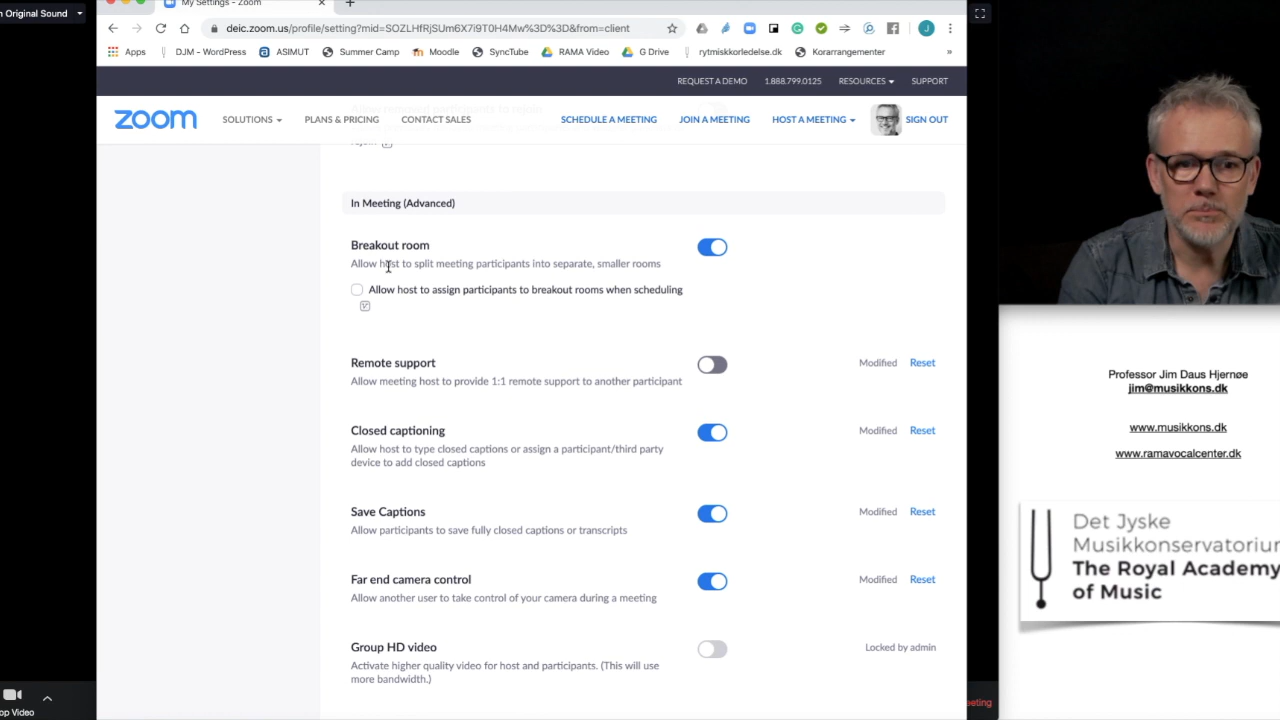 n Original Sound
My Settings - Zoom
deic.zoom.us/profile/setting?mid=SOZLHfRjSUm6X7i9T0H4Mw%3D%3D&from=client
Apps DJM - WordPress ASIMUT Summer Camp Moodle SyncTube RAMA Video G Drive rytmiskkorledelse.dk Korarrangementer »
REQUEST A DEMO 1.888.799.0125 RESOURCES SUPPORT
Allow removed participants to rejoin
zoom SOLUTIONS PLANS & PRICING CONTACT SALES SCHEDULE A MEETING JOIN A MEETING HOST A MEETING SIGN OUT
In Meeting (Advanced)
Breakout room
Allow host to split meeting participants into separate, smaller rooms
Allow host to assign participants to breakout rooms when scheduling
Remote support Modified Reset
Allow meeting host to provide 1:1 remote support to another participant
Closed captioning Modified Reset
Allow host to type closed captions or assign a participant/third party
device to add closed captions
Save Captions Modified Reset
Allow participants to save fully closed captions or transcripts
Far end camera control Modified Reset
Allow another user to take control of your camera during a meeting
Group HD video Locked by admin
Activate higher quality video for host and participants. (This will use
more bandwidth.)
op Video
eeting
Professor Jim Daus Hjernøe
jim@musikkons.dk
www.musikkons.dk
www.ramavocalcenter.dk
Det Jyske
Musikkonservatorium
The Royal Academy
of Music